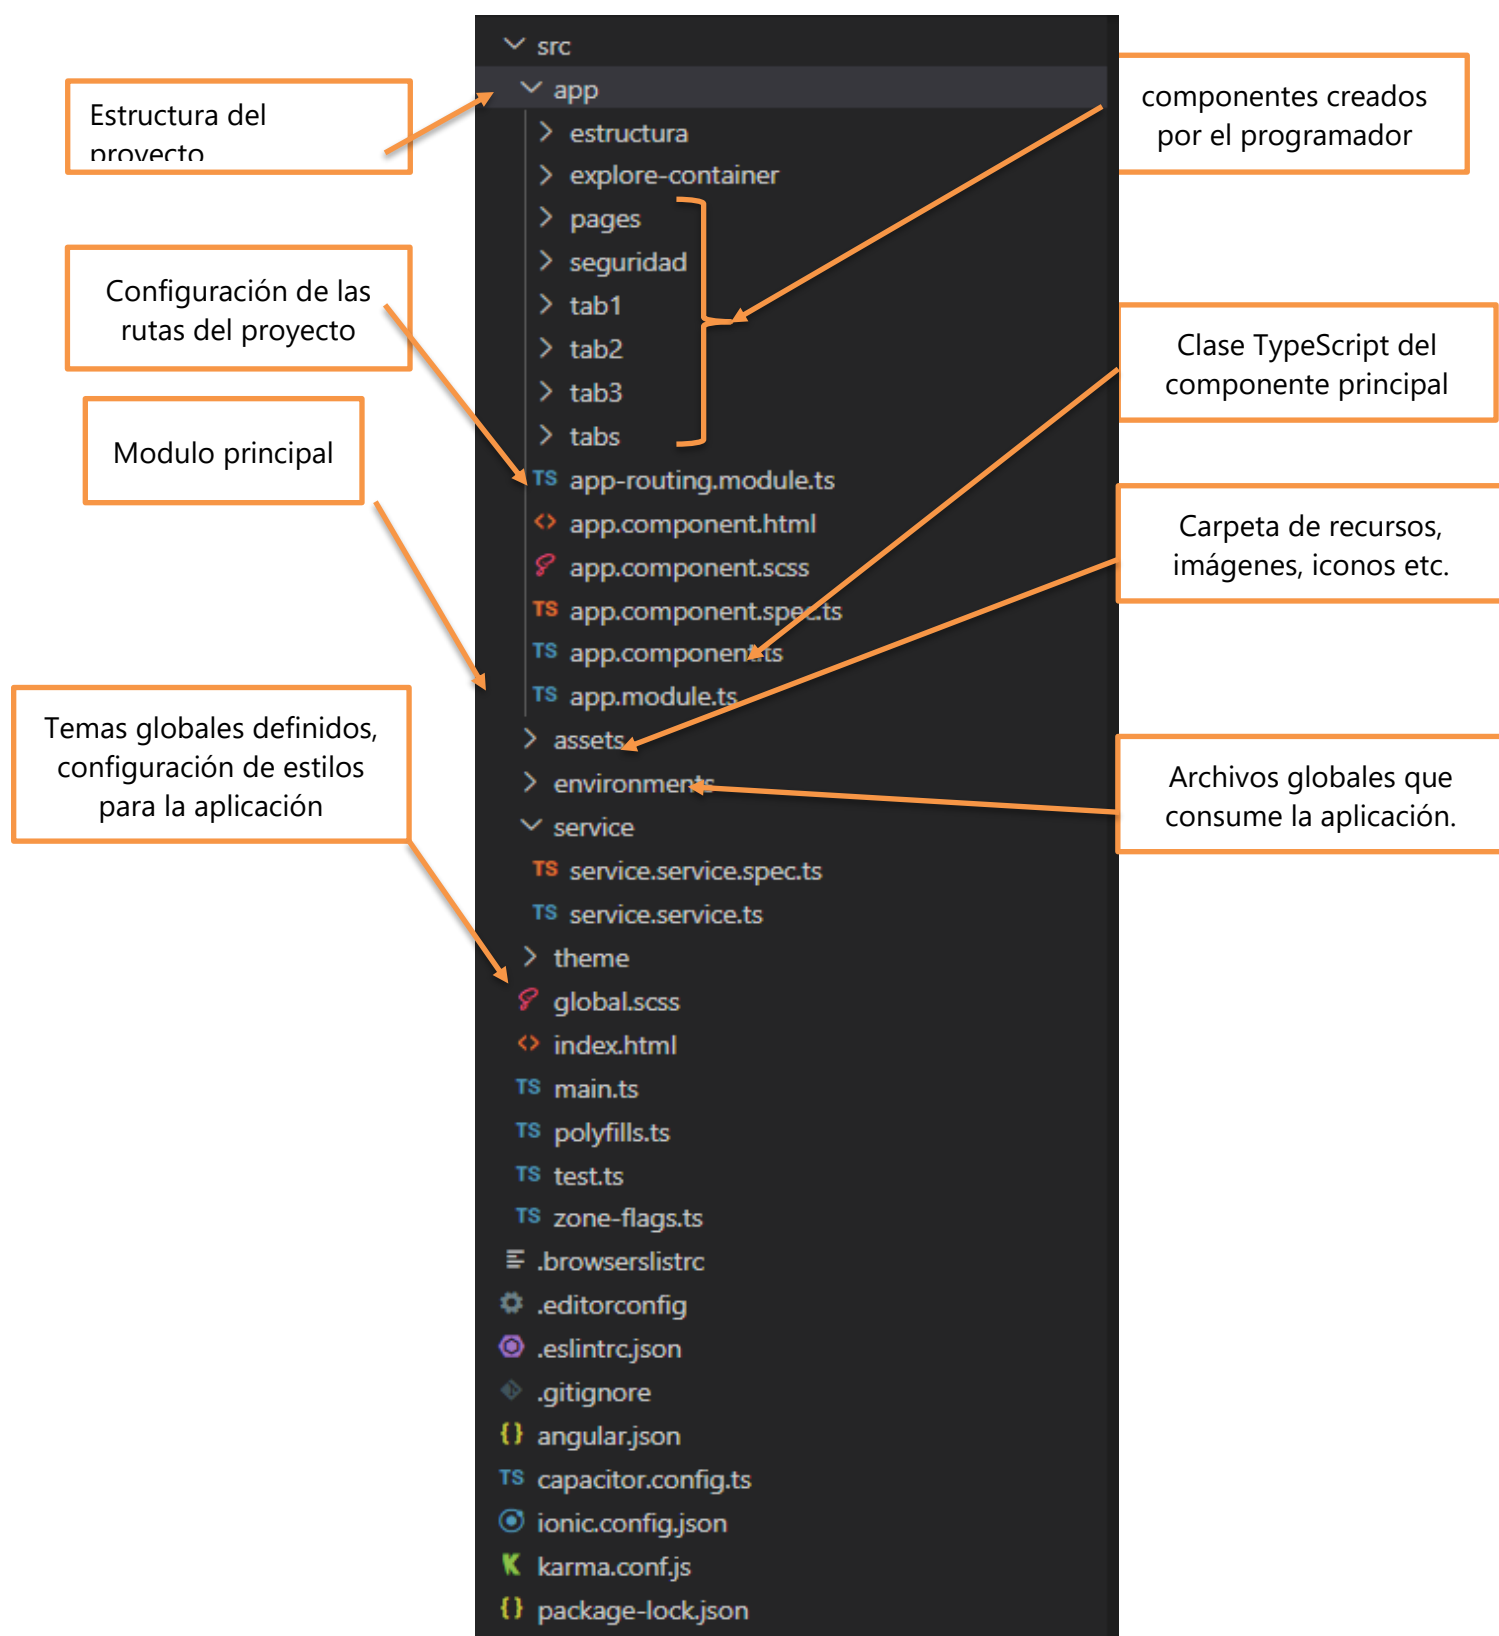 src
app
estructura
explore-container
pages
seguridad
tab1
tab2
tab3
tabs
TS app-routing.module.ts
<> app.component.html
app.component.scss
TS app.component.spec.ts
TS app.component.ts
TS app.module.ts
assets
environments
service
TS service.service.spec.ts
TS service.service.ts
theme
global.scss
<> index.html
TS main.ts
TS polyfills.ts
TS test.ts
TS zone-flags.ts
.browserslistrc
.editorconfig
.eslintrc.json
.gitignore
{} angular.json
TS capacitor.config.ts
ionic.config.json
K karma.conf.js
{} package-lock.json
Estructura del
proyecto
Configuración de las
rutas del proyecto
Modulo principal
Temas globales definidos,
configuración de estilos
para la aplicación
componentes creados
por el programador
Clase TypeScript del
componente principal
Carpeta de recursos,
imágenes, iconos etc.
Archivos globales que
consume la aplicación.